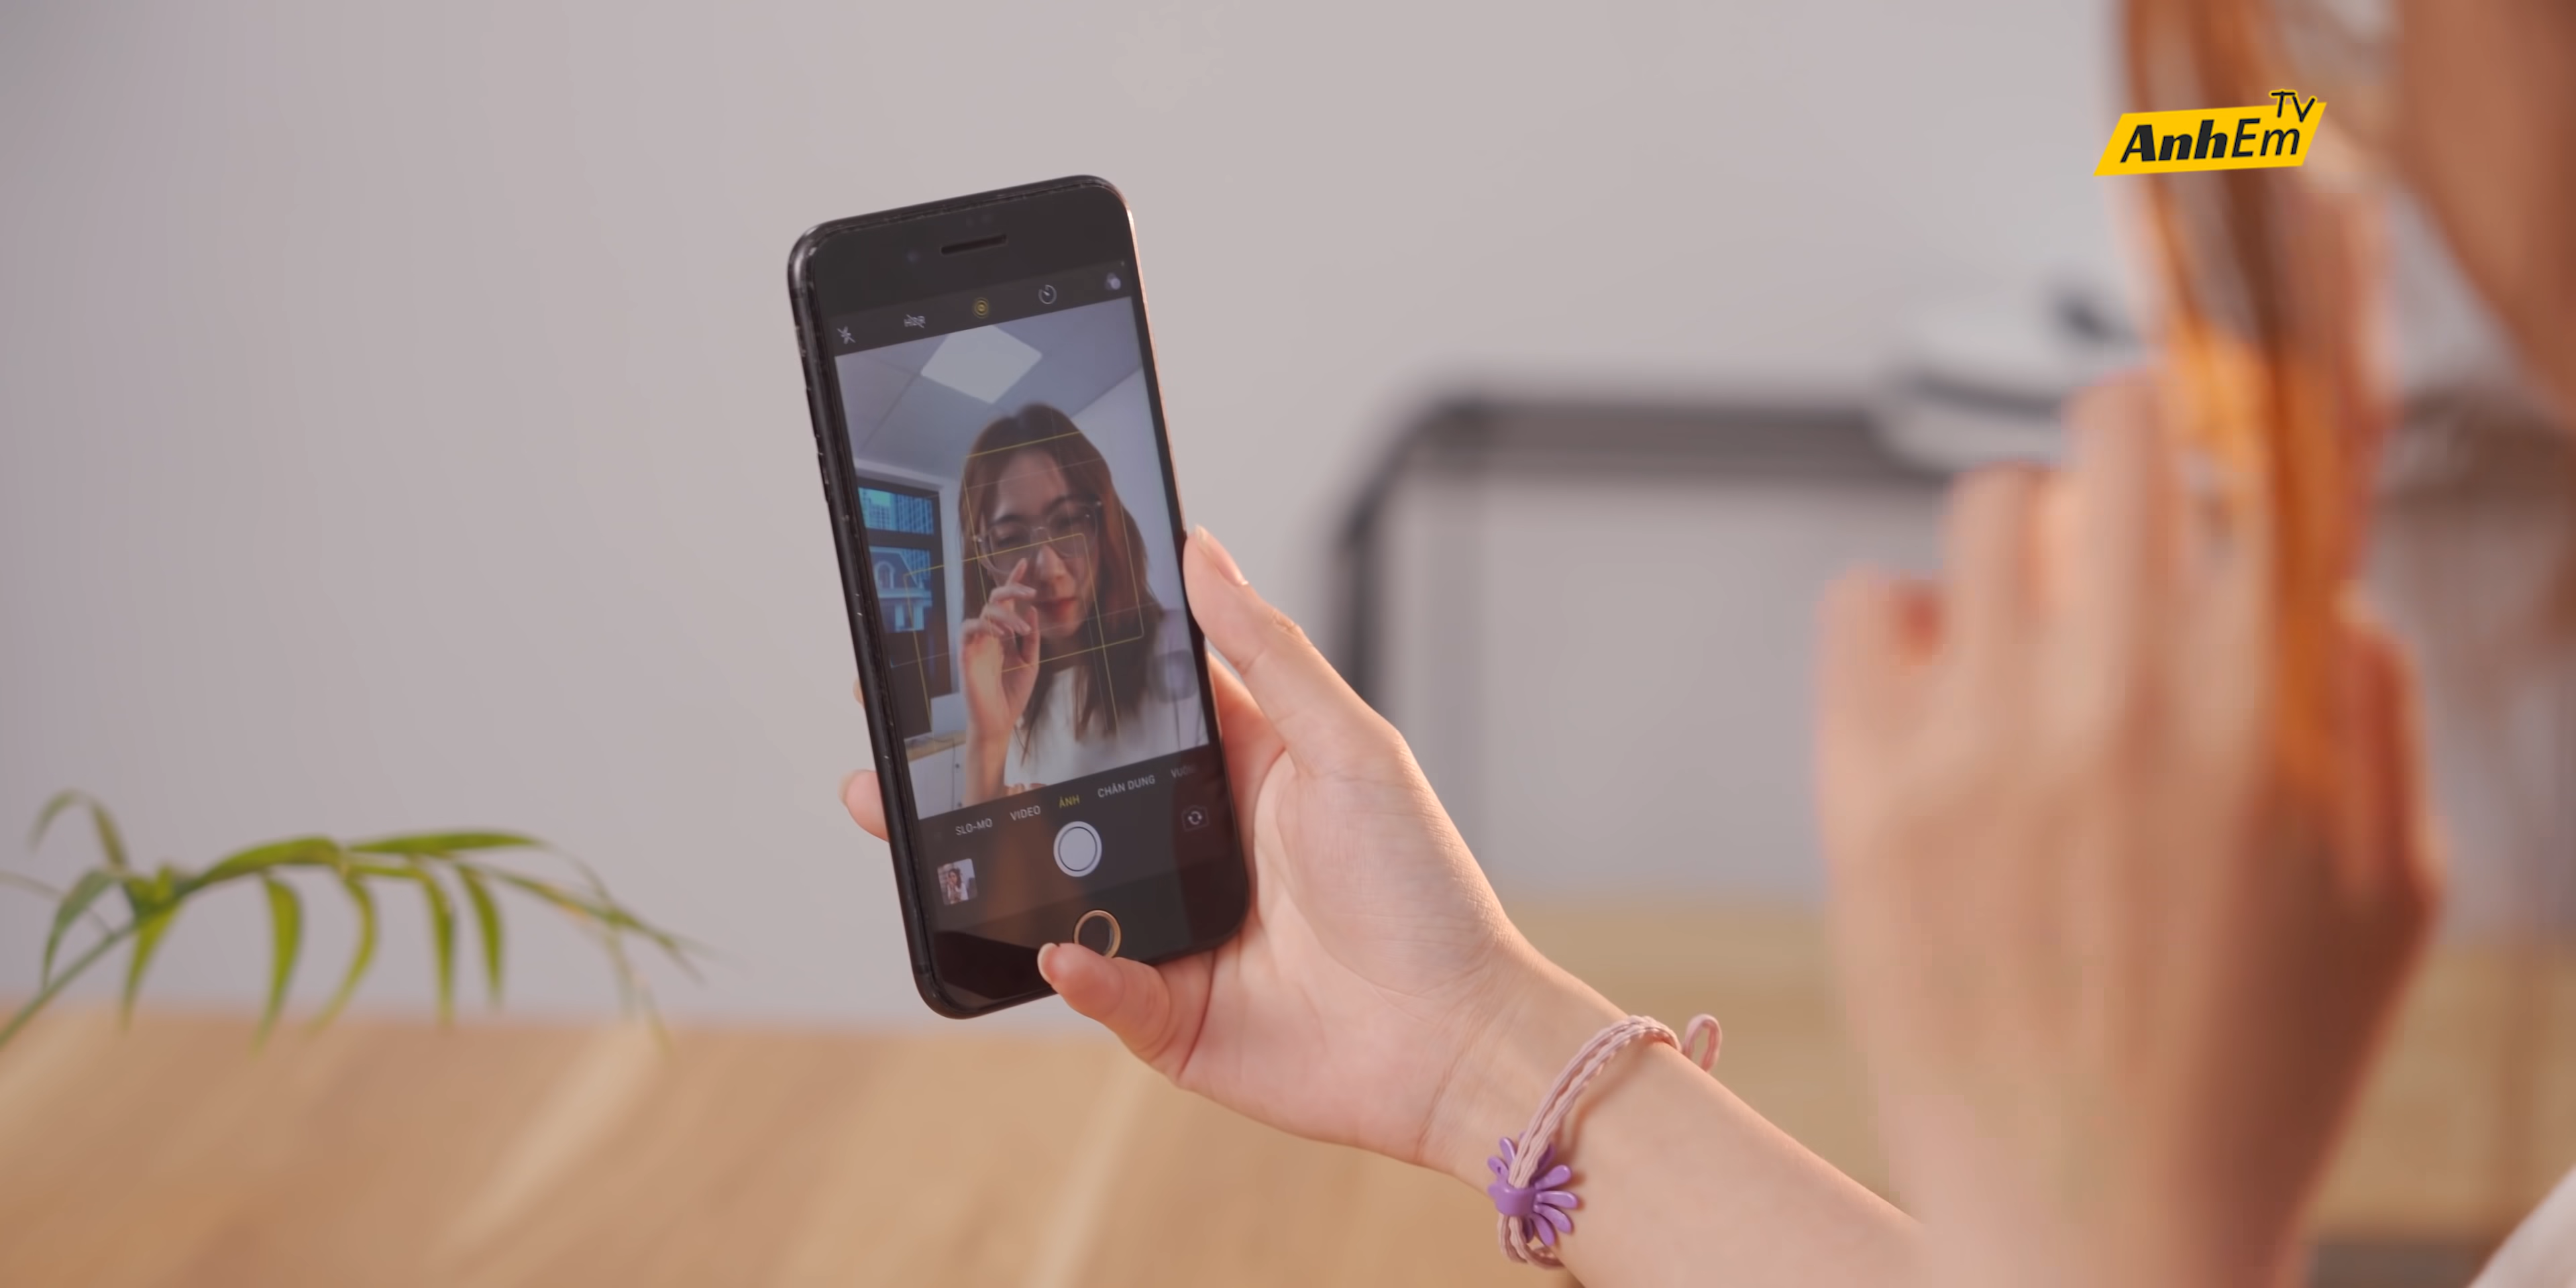 TV
AnhEm
HDR
SLO-MO VIDEO ẢNH CHÂN DUNG